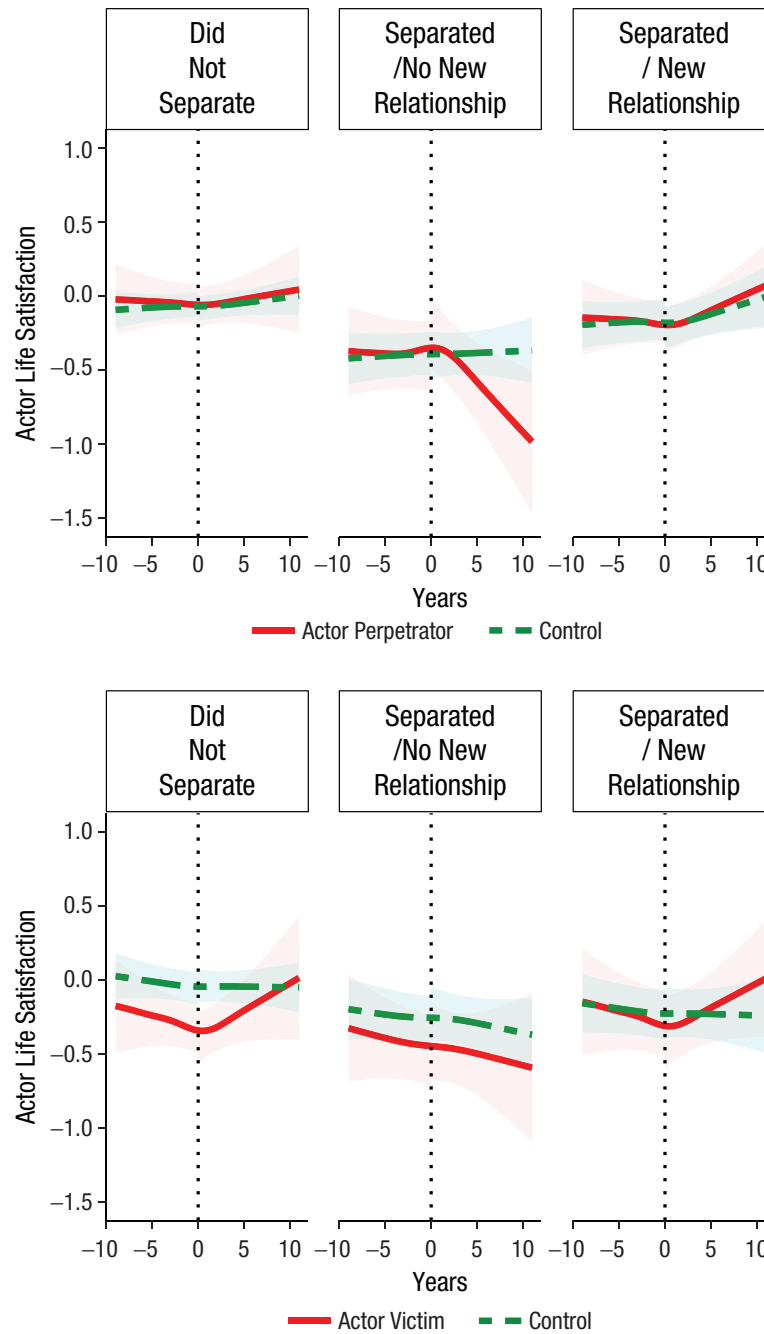 Did
Not
Separate
Separated
/No New
Relationship
Separated
/ New
Relationship
Actor Life Satisfaction
1.0
0.5
0.0
−0.5
−1.0
−1.5
−10 −5 0 5 10 −10 −5 0 5 10 −10 −5 0 5 10
Years
Actor Perpetrator Control
Did
Not
Separate
Separated
/No New
Relationship
Separated
/ New
Relationship
Actor Life Satisfaction
1.0
0.5
0.0
−0.5
−1.0
−1.5
−10 −5 0 5 10 −10 −5 0 5 10 −10 −5 0 5 10
Years
Actor Victim Control